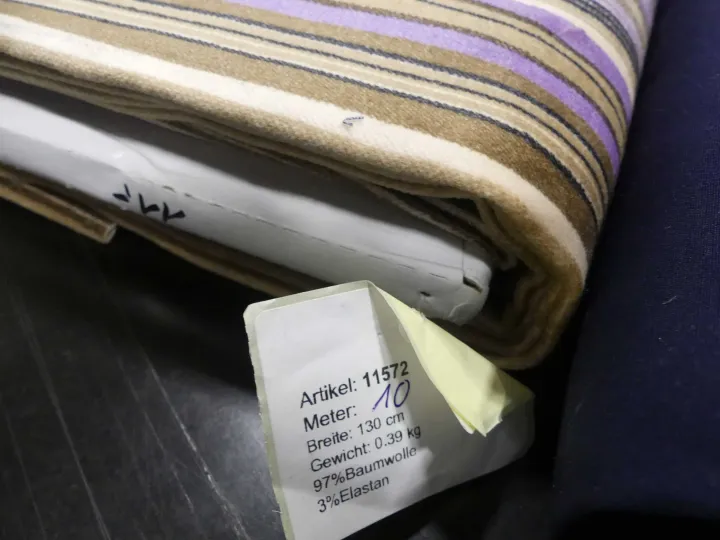 Artikel: 11572
Meter: 10
Breite: 130 cm
Gewicht: 0.39 kg
97%Baumwolle
3%Elastan